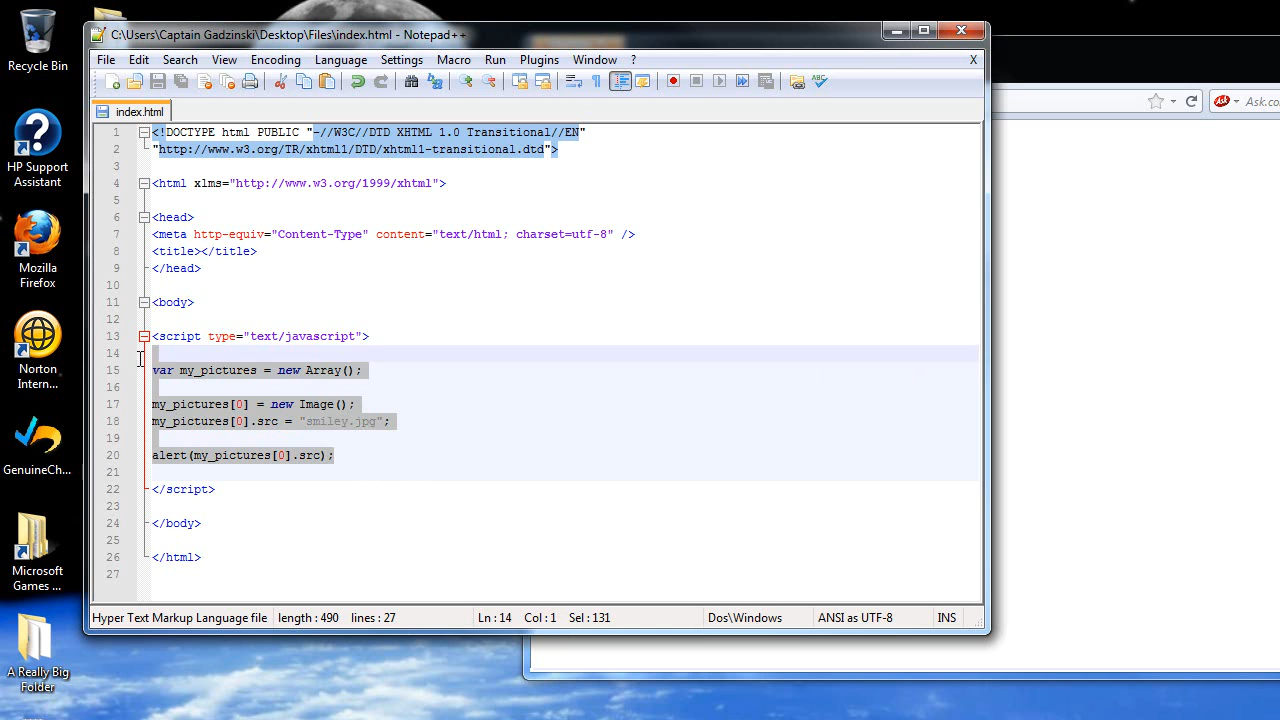 Recycle Bin
HP Support
Assistant
Mozilla
Firefox
Norton
Intern...
GenuineCh...
Microsoft
Games ...
A Really Big
Folder
C:\Users\Captain Gadzinski\Desktop\Files\index.html - Notepad++
File Edit Search View Encoding Language Settings Macro Run Plugins Window ? X
index.html
1 <!DOCTYPE html PUBLIC "-//W3C//DTD XHTML 1.0 Transitional//EN"
2 "http://www.w3.org/TR/xhtml1/DTD/xhtml1-transitional.dtd">
3
4 <html xlms="http://www.w3.org/1999/xhtml">
5
6 <head>
7 <meta http-equiv="Content-Type" content="text/html; charset=utf-8" />
8 <title></title>
9 </head>
10
11 <body>
12
13 <script type="text/javascript">
14
15 var my_pictures = new Array();
16
17 my_pictures[0] = new Image();
18 my_pictures[0].src = "smiley.jpg";
19
20 alert(my_pictures[0].src);
21
22 </script>
23
24 </body>
25
26 </html>
27
Hyper Text Markup Language file length : 490 lines : 27 Ln : 14 Col : 1 Sel : 131 Dos\Windows ANSI as UTF-8 INS
Ask.co